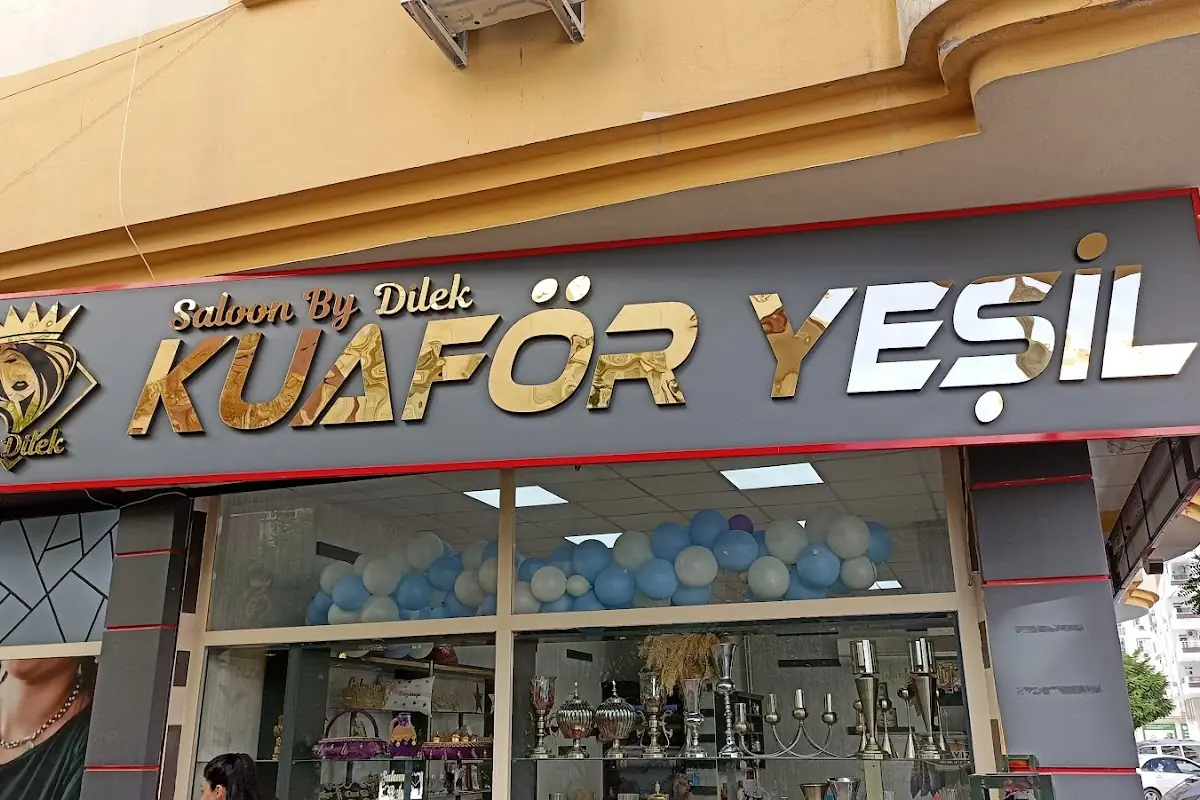 Saloon By Dilek
KUAFÖR YEŞİL
Dilek